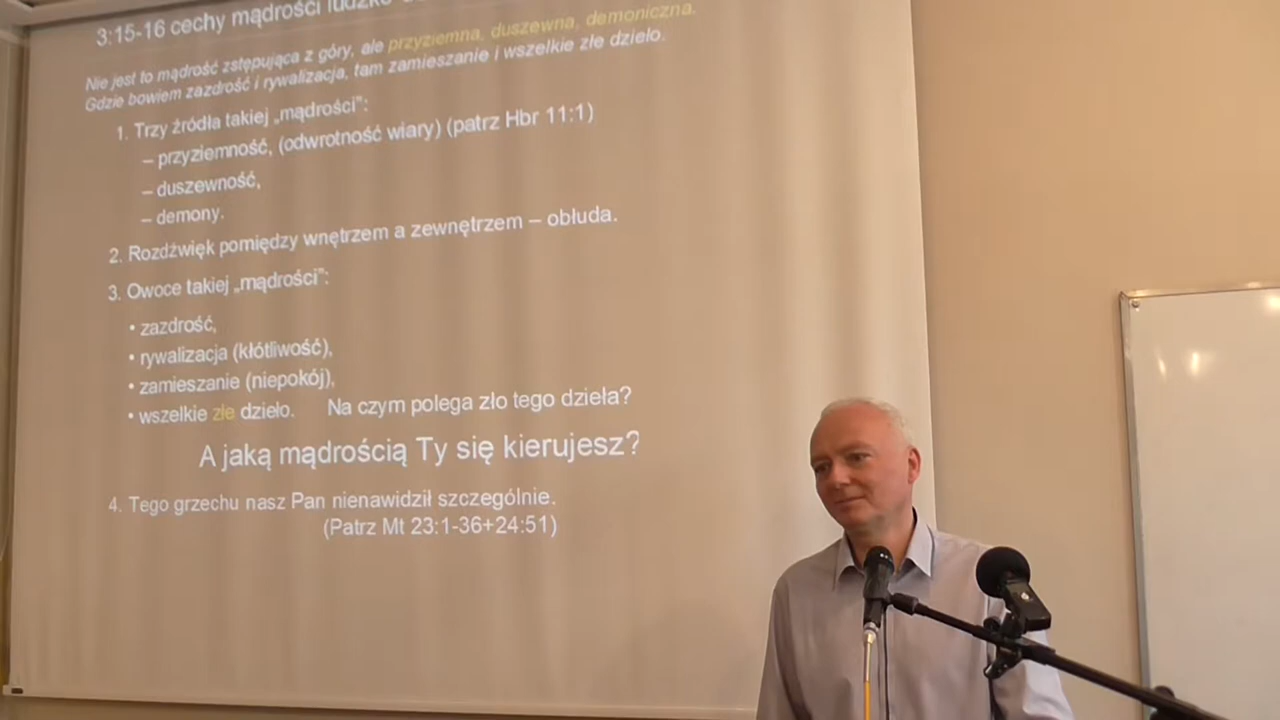 3:15-16 cechy mądrości
Nie jest to mądrość zstępująca z góry, ale przyziemna, duszewna, demoniczna.
Gdzie bowiem zazdrość i rywalizacja, tam zamieszanie i wszelkie złe dzieło.
1. Trzy źródła takiej „mądrości”:
– przyziemność, (odwrotność wiary) (patrz Hbr 11:1)
– duszewność,
– demony.
2. Rozdźwięk pomiędzy wnętrzem a zewnętrzem – obłuda.
3. Owoce takiej „mądrości”:
• zazdrość,
• rywalizacja (kłótliwość),
• zamieszanie (niepokój),
• wszelkie złe dzieło. Na czym polega zło tego dzieła?
A jaką mądrością Ty się kierujesz?
4. Tego grzechu nasz Pan nienawidził szczególnie.
(Patrz Mt 23:1-36+24:51)